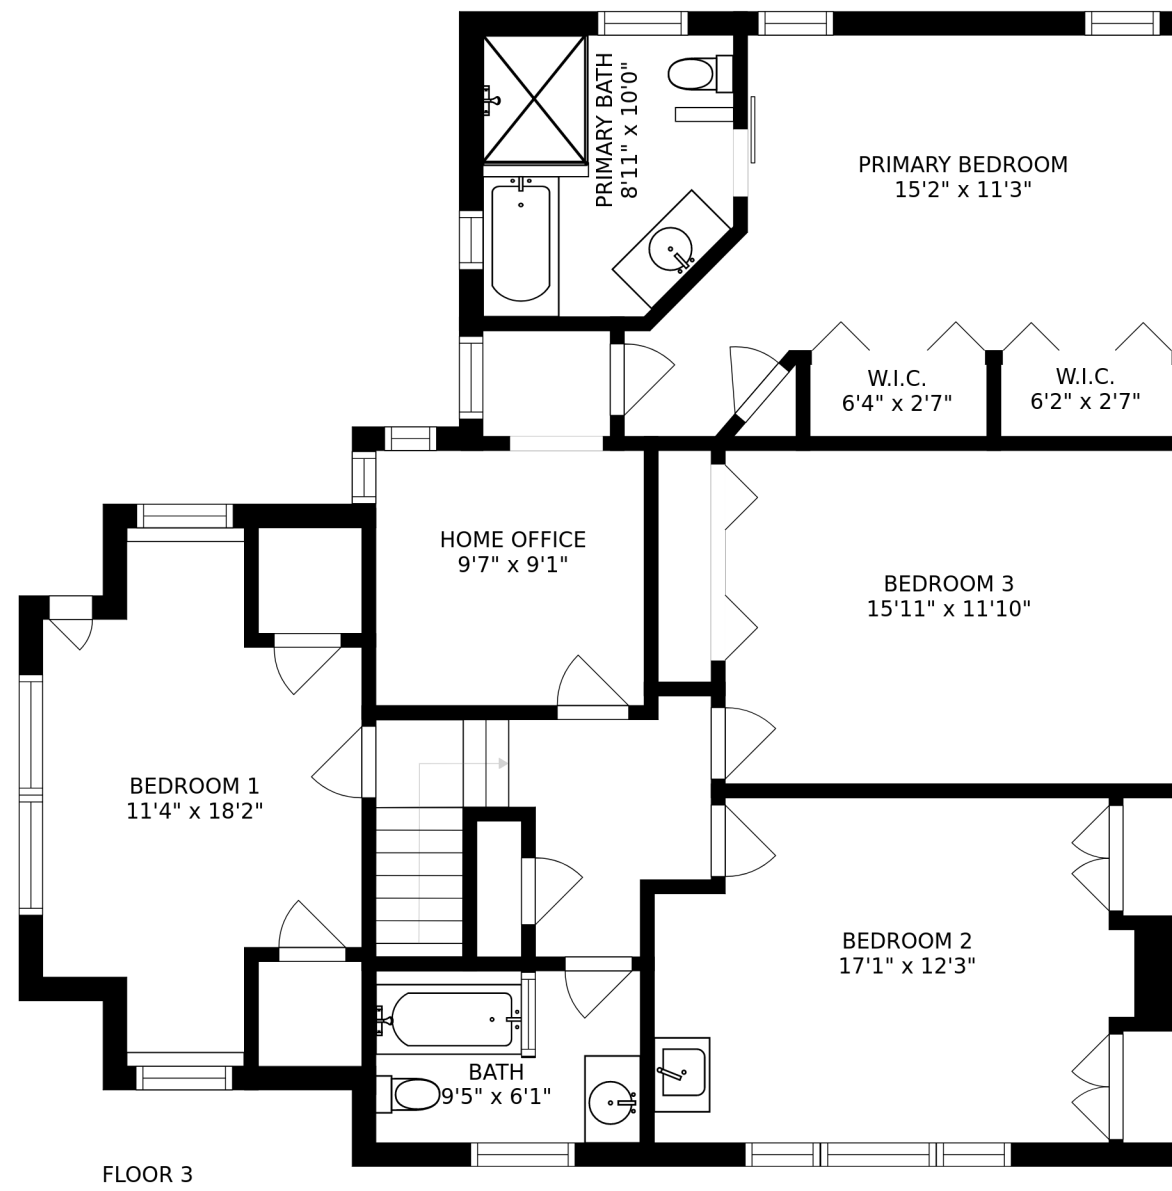 PRIMARY BATH
8'11" x 10'0"
PRIMARY BEDROOM
15'2" x 11'3"
W.I.C.
6'4" x 2'7"
W.I.C.
6'2" x 2'7"
HOME OFFICE
9'7" x 9'1"
BEDROOM 3
15'11" x 11'10"
BEDROOM 1
11'4" x 18'2"
BEDROOM 2
17'1" x 12'3"
BATH
9'5" x 6'1"
FLOOR 3